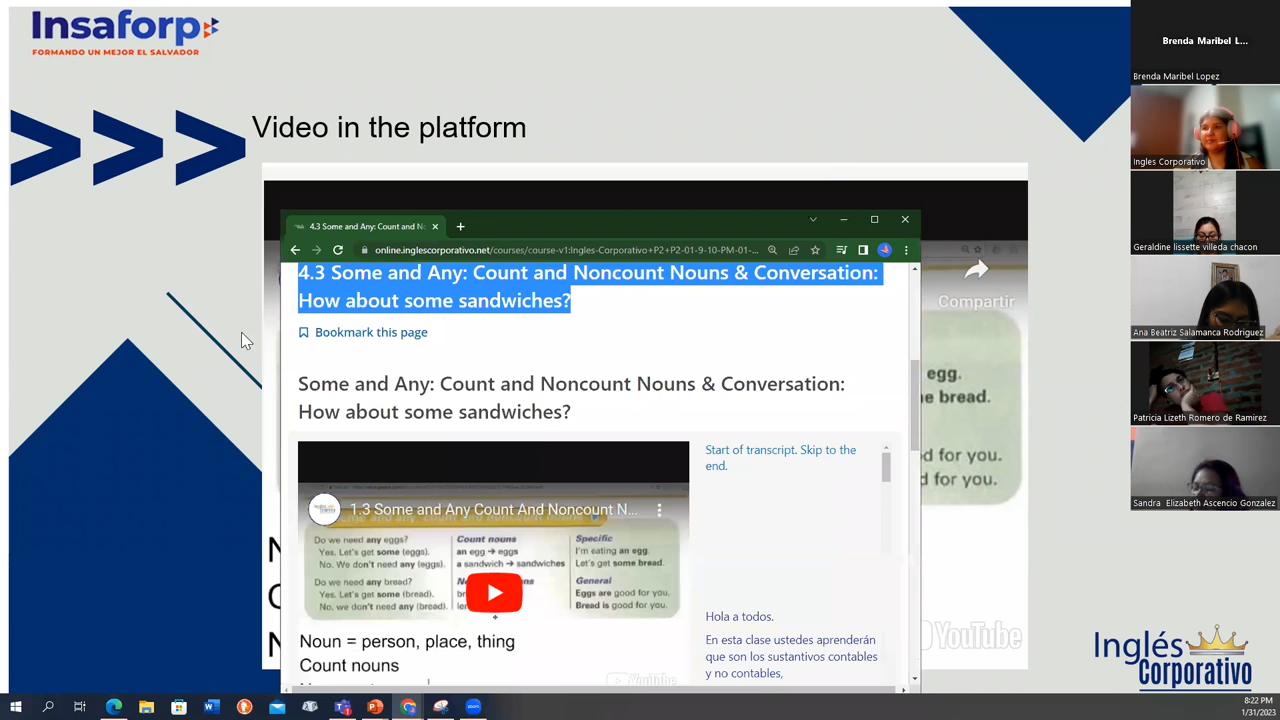 Insaforp
FORMANDO UN MEJOR EL SALVADOR
Video in the platform
4.3 Some and Any: Count and No
online.inglescorporativo.net/courses/course-v1:Ingles-Corporativo+P2+P2-01-9-10-PM-01-
4.3 Some and Any: Count and Noncount Nouns & Conversation:
How about some sandwiches?
Bookmark this page
Some and Any: Count and Noncount Nouns & Conversation:
How about some sandwiches?
1.3 Some and Any Count And Noncount N...
Do we need any eggs?
Yes. Let's get some (eggs).
No. We don't need any (eggs).
Do we need any bread?
Yes. Let's get some (bread).
No, we don't need any (bread).
Count nouns
an egg → eggs
a sandwich → sandwiches
Specific
I'm eating an egg.
Let's get some bread.
General
Eggs are good for you.
Bread is good for you.
Noun = person, place, thing
Count nouns
YouTube
Start of transcript. Skip to the
end.
Hola a todos.
En esta clase ustedes aprenderán
que son los sustantivos contables
y no contables,
Compartir
egg.
e bread.
d for you.
d for you.
YouTube
Inglés
Corporativo
Brenda Maribel L...
Brenda Maribel Lopez
Ingles Corporativo
Geraldine lissette villeda chacon
Ana Beatriz Salamanca Rodriguez
Patricia Lizeth Romero de Ramirez
Sandra Elizabeth Ascencio Gonzalez
8:22 PM
1/31/2023